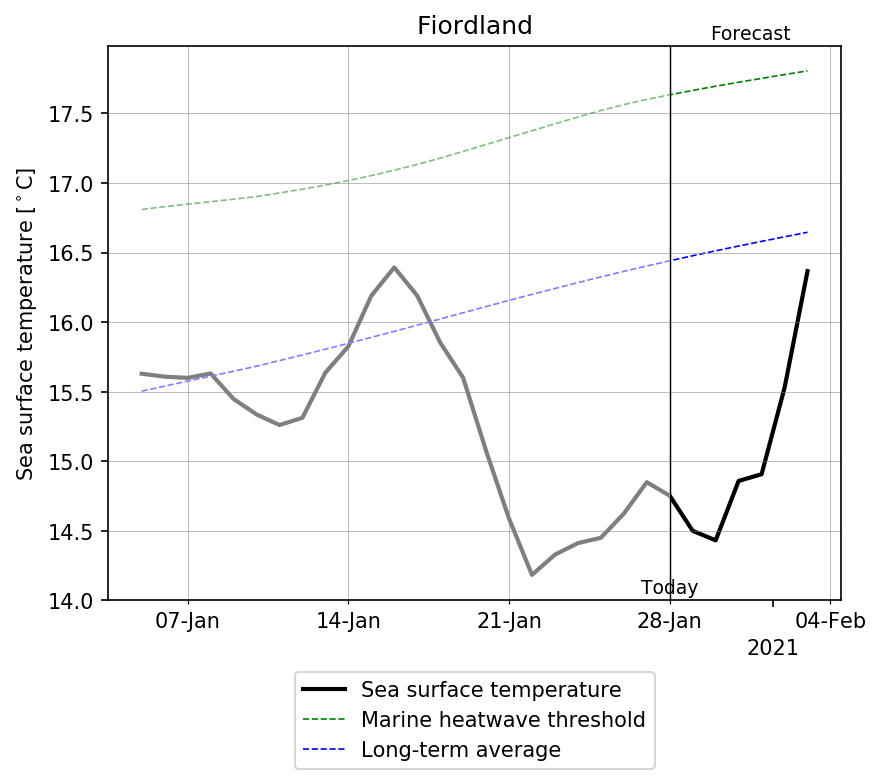 Fiordland
Forecast
Sea surface temperature [°C]
17.5
17.0
16.5
16.0
15.5
15.0
14.5
14.0
Today
07-Jan 14-Jan 21-Jan 28-Jan 04-Feb
2021
Sea surface temperature
Marine heatwave threshold
Long-term average